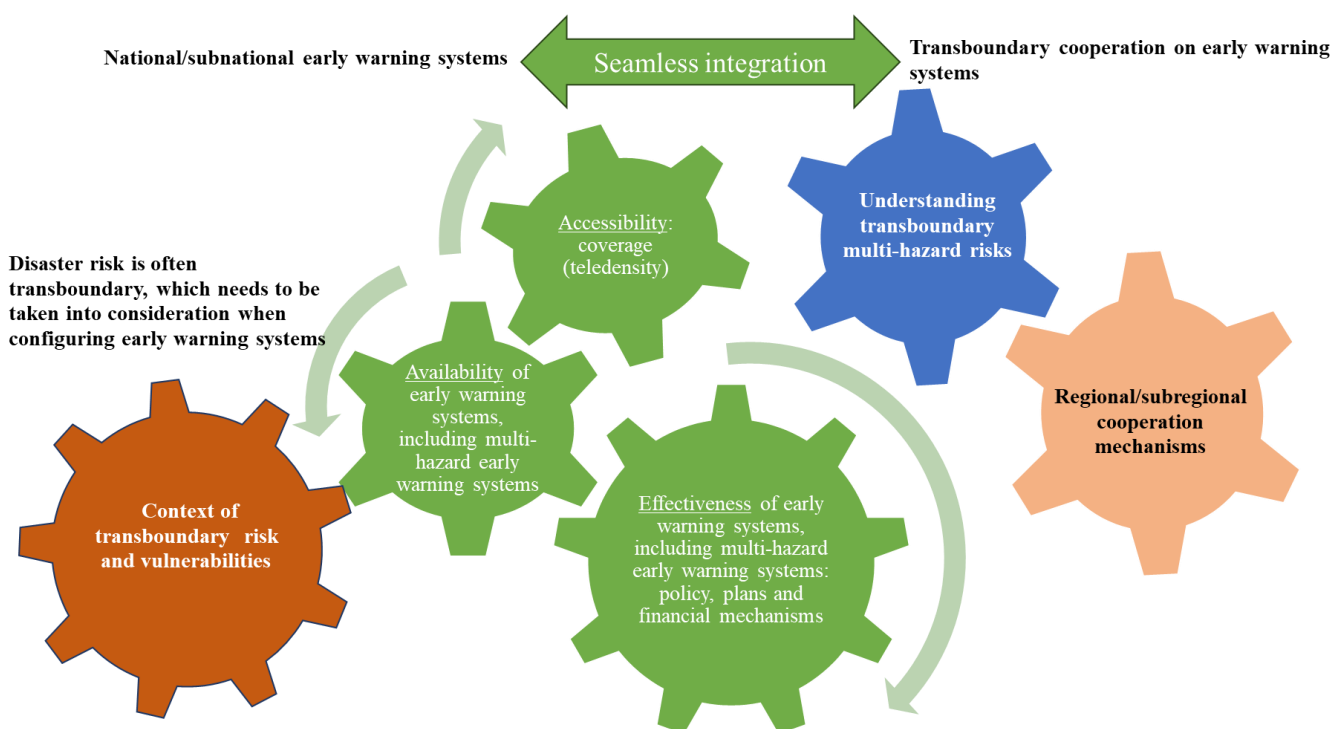 National/subnational early warning systems
Seamless integration
Transboundary cooperation on early warning
systems
Accessibility:
coverage
(teledensity)
Understanding
transboundary
multi-hazard risks
Disaster risk is often
transboundary, which needs to be
taken into consideration when
configuring early warning systems
Availability of
early warning
systems,
including multi-
hazard early
warning systems
Regional/subregional
cooperation
mechanisms
Context of
transboundary risk
and vulnerabilities
Effectiveness of early
warning systems,
including multi-hazard
early warning systems:
policy, plans and
financial mechanisms